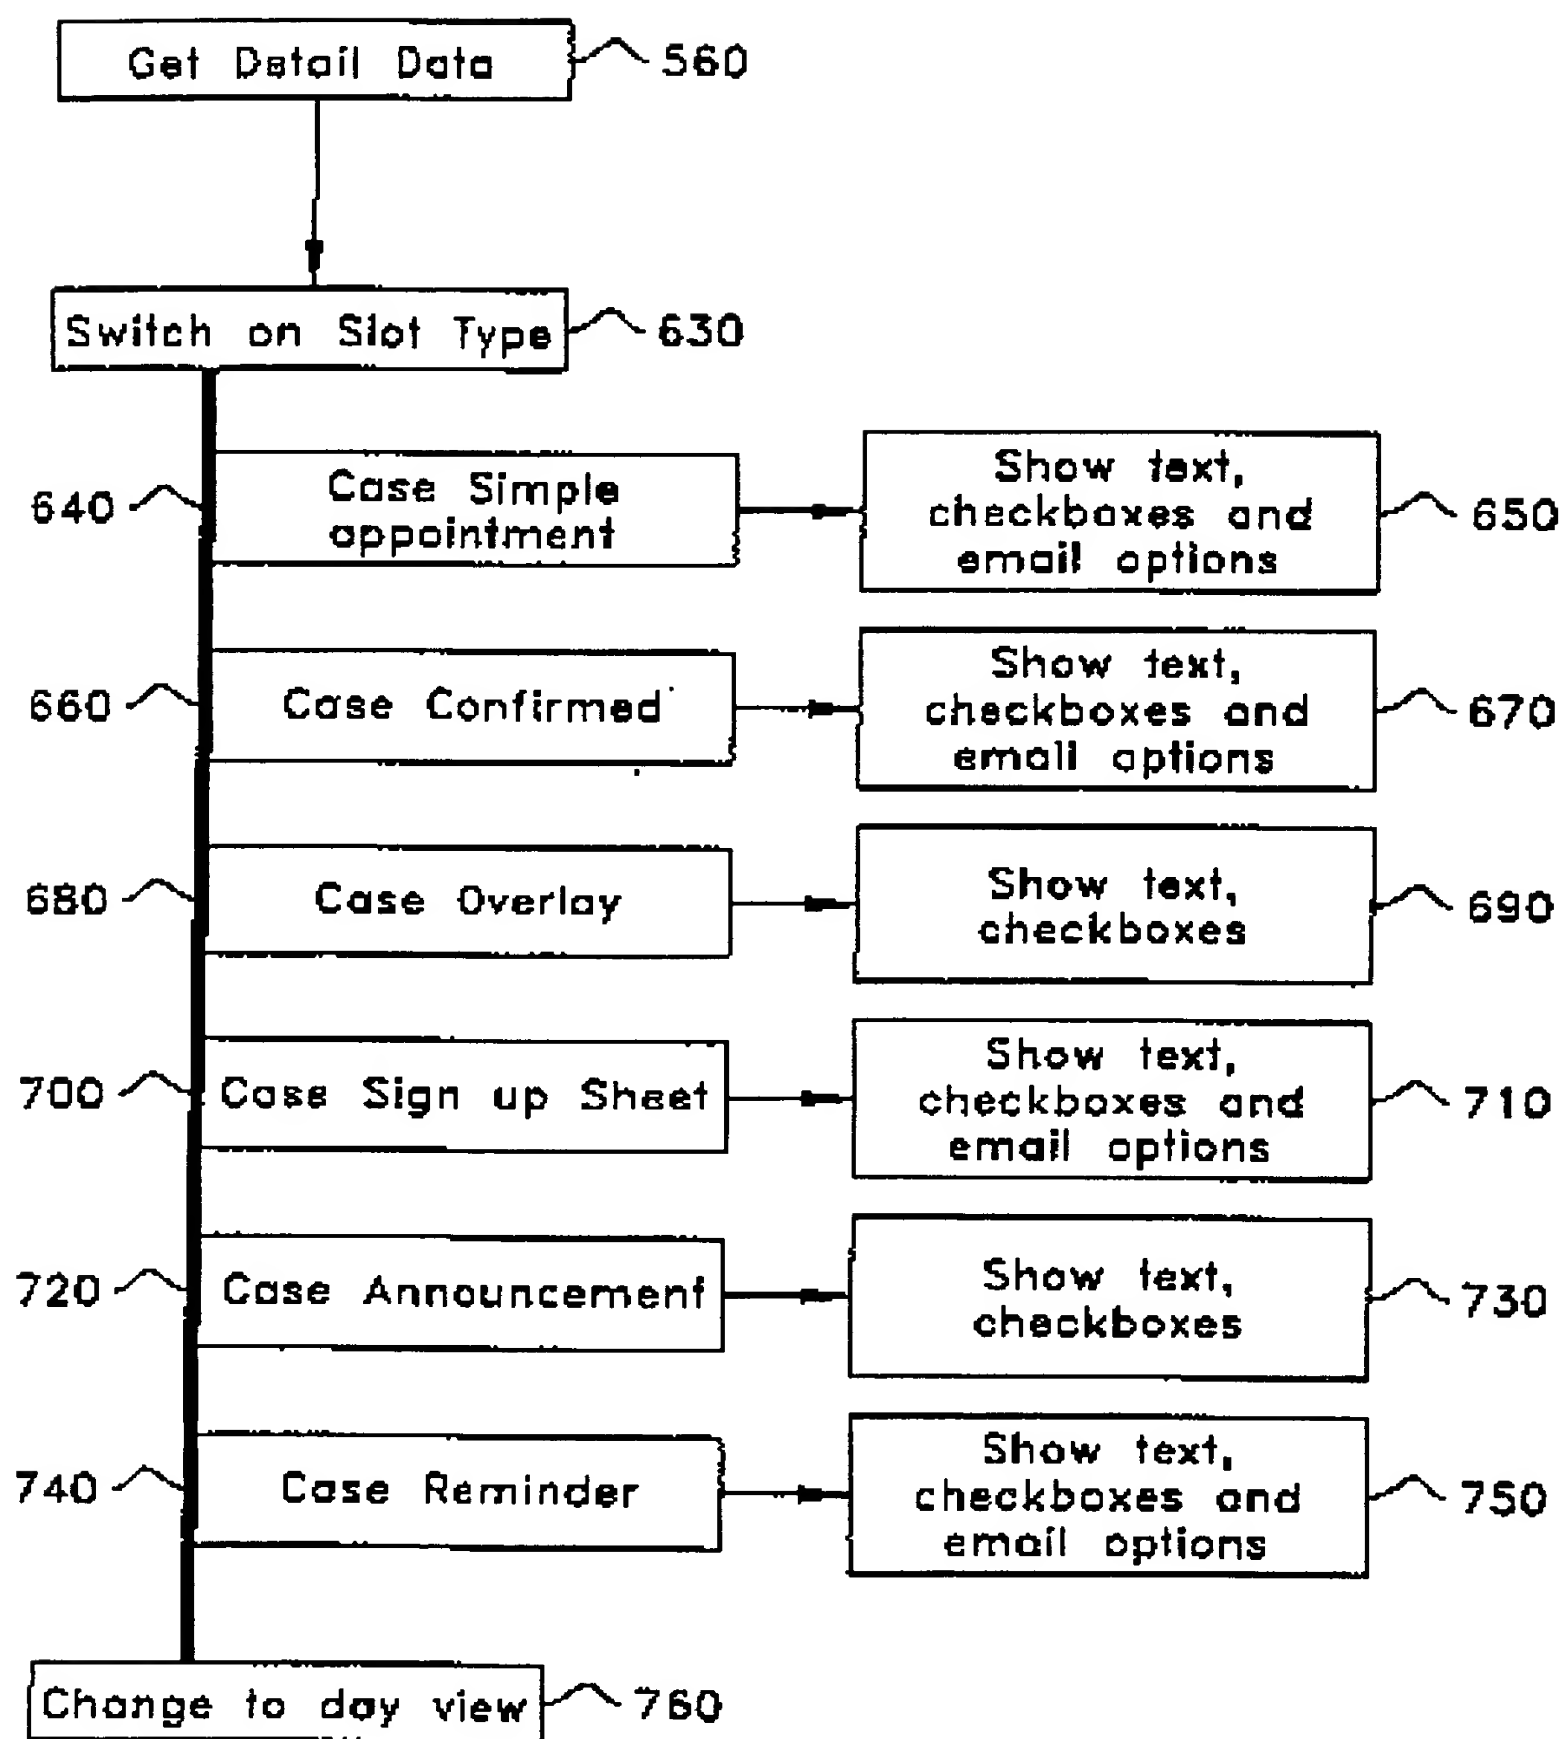 Get Detail Data
560
Switch on Slot Type
630
640
Case Simple
appointment
Show text,
checkboxes and
email options
650
660
Case Confirmed
Show text,
checkboxes and
email options
670
680
Case Overlay
Show text,
checkboxes
690
700
Case Sign up Sheet
Show text,
checkboxes and
email options
710
720
Case Announcement
Show text,
checkboxes
730
740
Case Reminder
Show text,
checkboxes and
email options
750
Change to day view
760